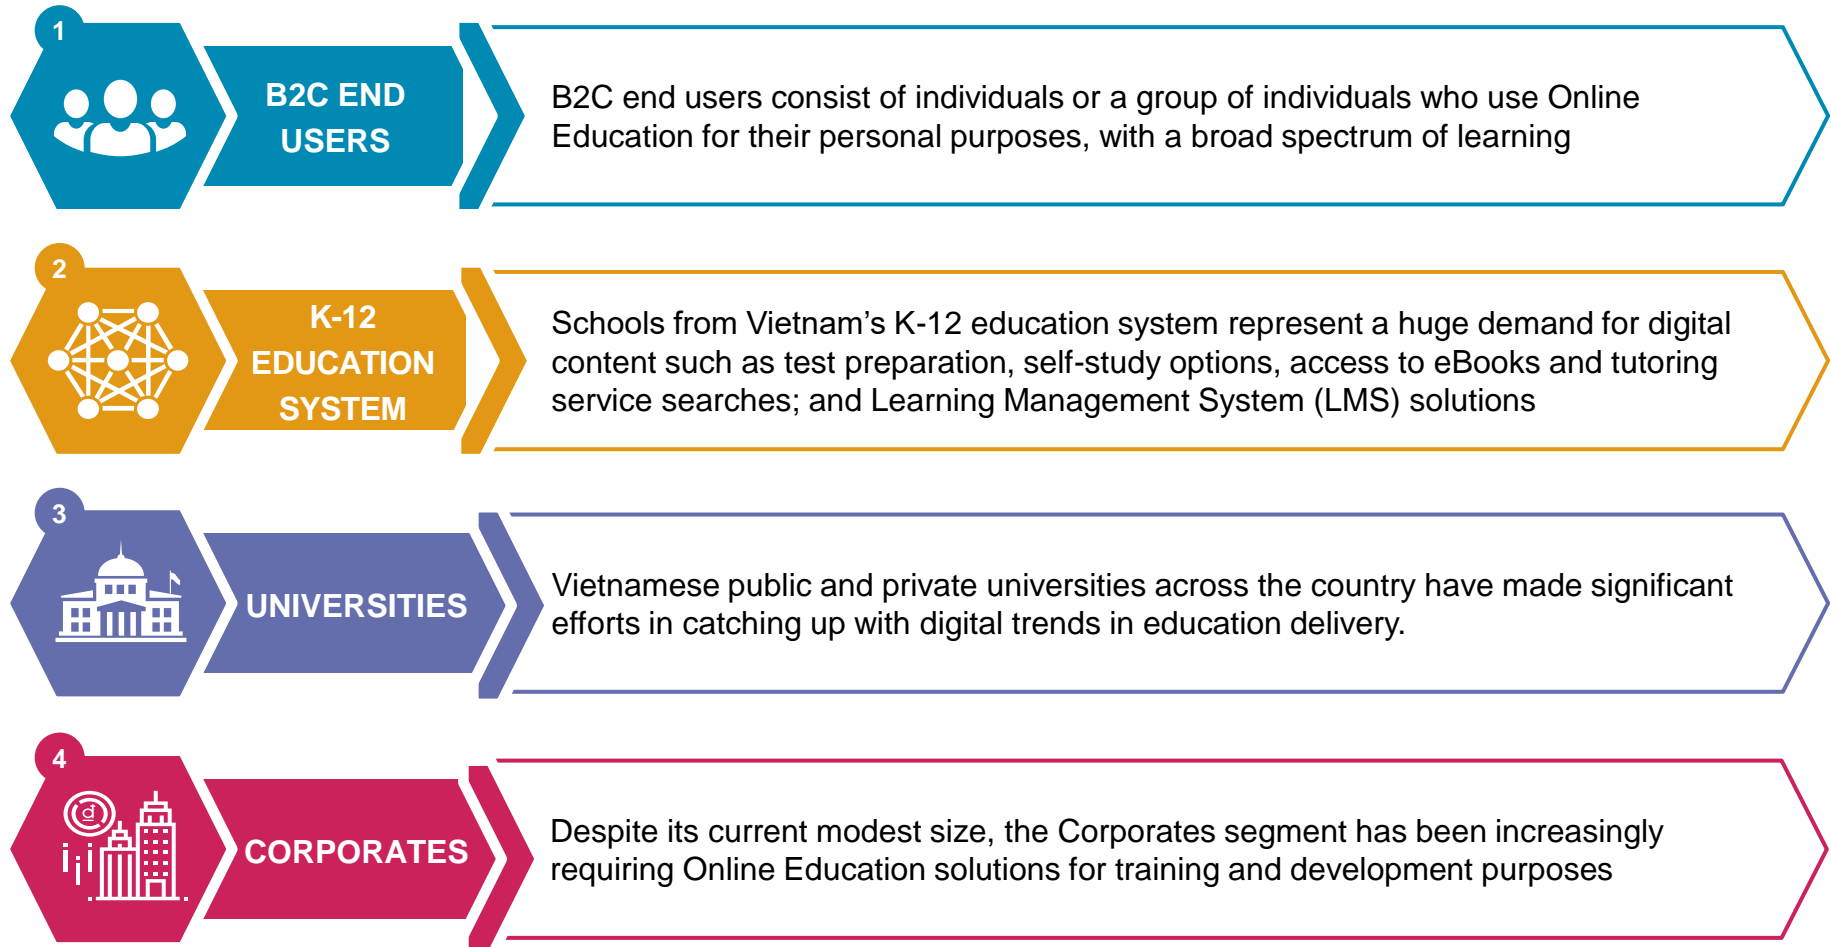 1
B2C END
USERS
B2C end users consist of individuals or a group of individuals who use Online
Education for their personal purposes, with a broad spectrum of learning
2
K-12
EDUCATION
SYSTEM
Schools from Vietnam’s K-12 education system represent a huge demand for digital
content such as test preparation, self-study options, access to eBooks and tutoring
service searches; and Learning Management System (LMS) solutions
3
UNIVERSITIES
Vietnamese public and private universities across the country have made significant
efforts in catching up with digital trends in education delivery.
4
đ
CORPORATES
Despite its current modest size, the Corporates segment has been increasingly
requiring Online Education solutions for training and development purposes